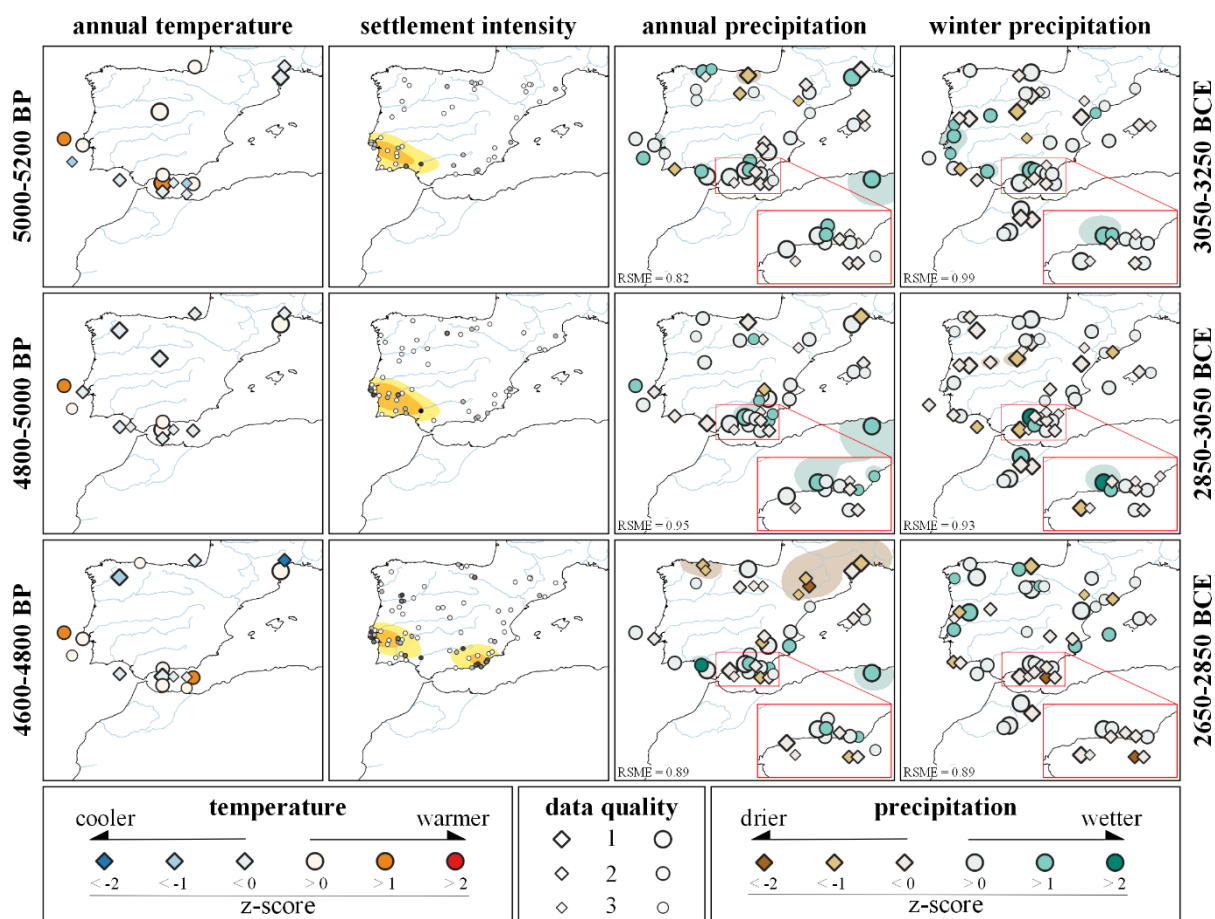 annual temperature settlement intensity annual precipitation winter precipitation
5000-5200 BP
RSME = 0.82
RSME = 0.99
3050-3250 BCE
4800-5000 BP
RSME = 0.95
RSME = 0.93
2850-3050 BCE
4600-4800 BP
RSME = 0.89
RSME = 0.89
2650-2850 BCE
temperature
cooler warmer
< -2 < -1 < 0 > 0 > 1 > 2
z-score
data quality
1
2
3
precipitation
drier wetter
< -2 < -1 < 0 > 0 > 1 > 2
z-score